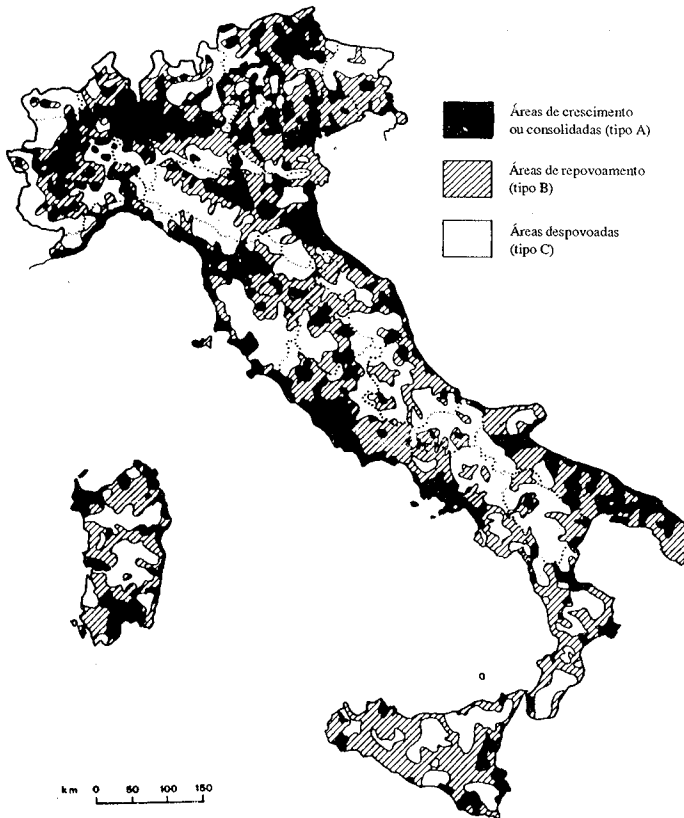 Áreas de crescimento
ou consolidadas (tipo A)
Áreas de repovoamento
(tipo B)
Áreas despovoadas
(tipo C)
km 0 50 100 150